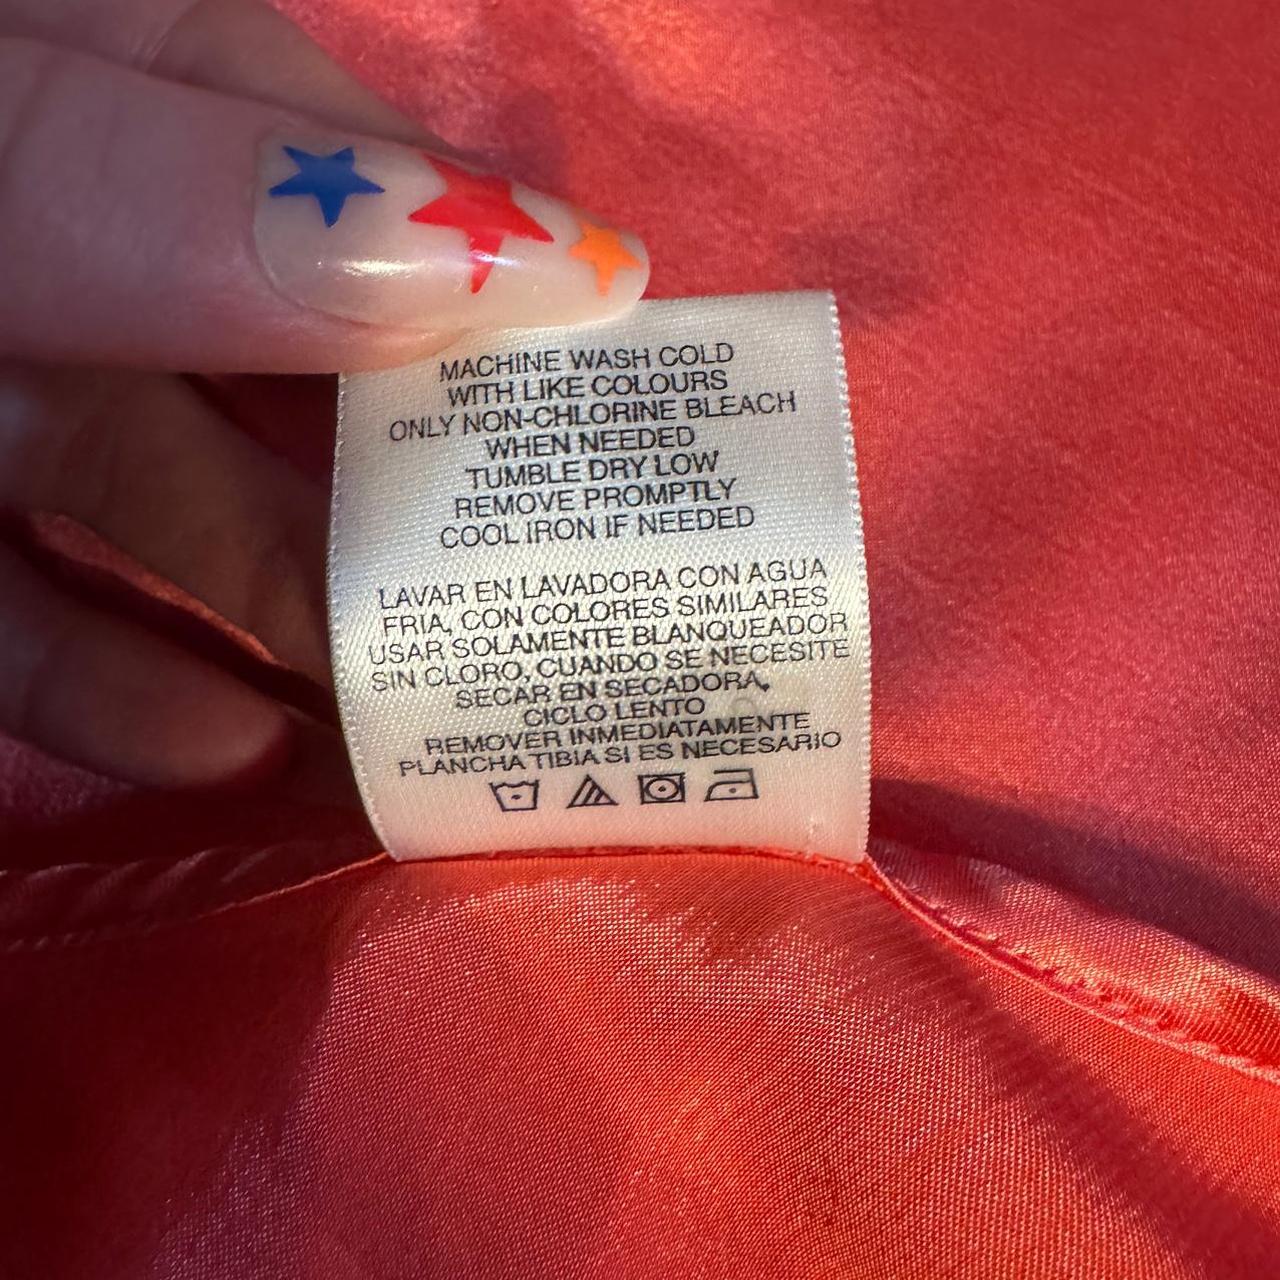 MACHINE WASH COLD
WITH LIKE COLOURS
ONLY NON-CHLORINE BLEACH
WHEN NEEDED
TUMBLE DRY LOW
REMOVE PROMPTLY
COOL IRON IF NEEDED
LAVAR EN LAVADORA CON AGUA
FRIA, CON COLORES SIMILARES
USAR SOLAMENTE BLANQUEADOR
SIN CLORO, CUANDO SE NECESITE
SECAR EN SECADORA,
CICLO LENTO
REMOVER INMEDIATAMENTE
PLANCHA TIBIA SI ES NECESARIO